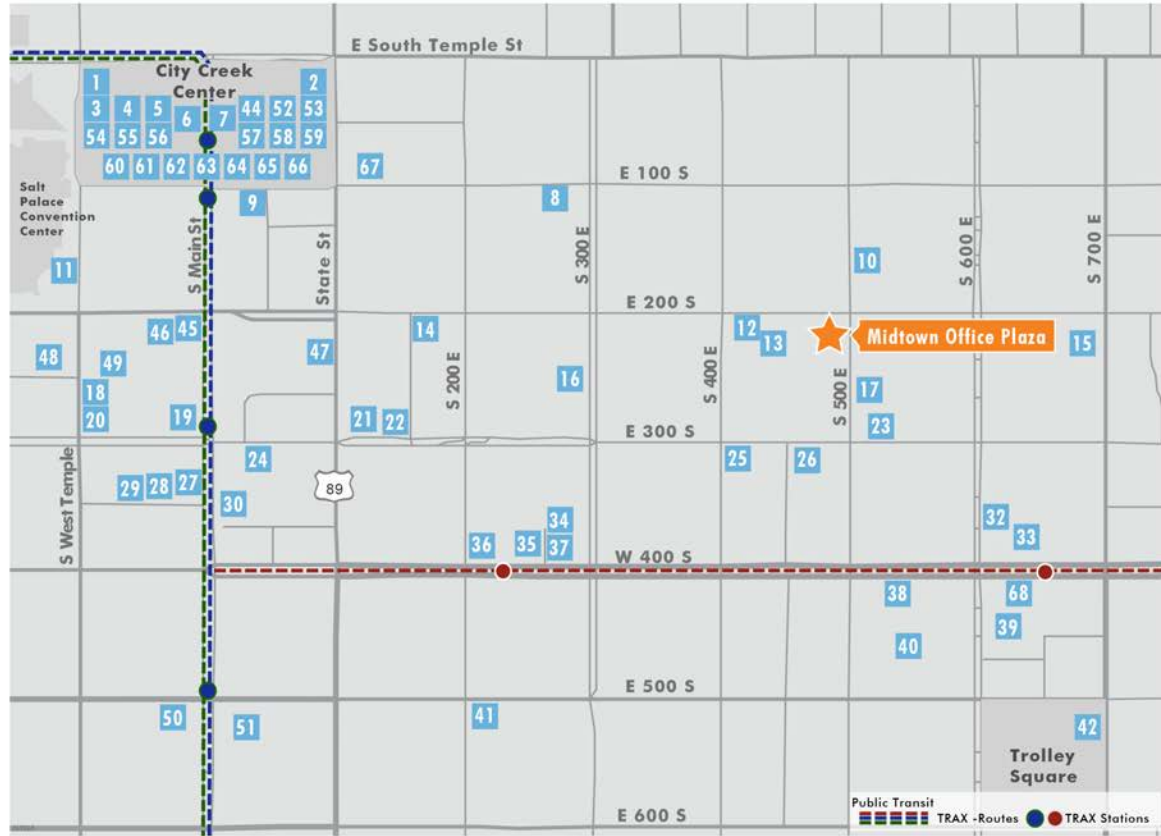 E South Temple St
City Creek
Center
1
2
3 4 5 6 7 44 52 53
54 55 56 57 58 59
60 61 62 63 64 65 66
67
E 100 S
Salt
Palace
Convention
Center
8
9
S Main St
State St
S 300 E
S 600 E
S 700 E
10
11
E 200 S
46 45
14
12
13
Midtown Office Plaza
15
48
49
47
16
S 200 E
S 400 E
S 500 E
17
18
20
19
21 22
23
E 300 S
24
25
26
S West Temple
29 28 27
89
30
34
32
33
36 35 37
W 400 S
38
68
39
40
E 500 S
50
51
41
42
Trolley
Square
Public Transit
TRAX -Routes
TRAX Stations
E 600 S